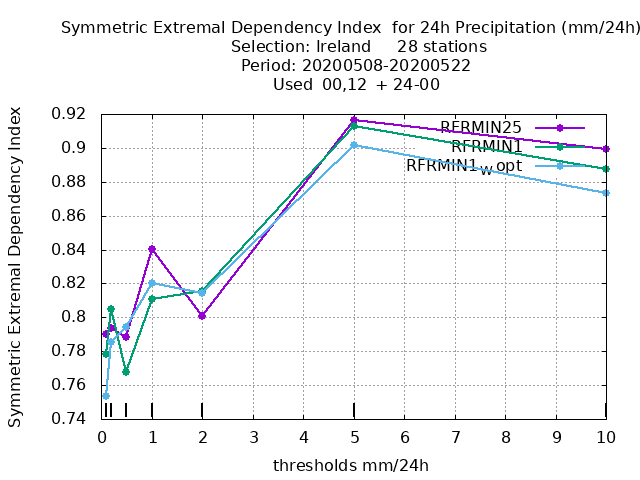 Symmetric Extremal Dependency Index for 24h Precipitation (mm/24h)
Selection: Ireland 28 stations
Period: 20200508-20200522
Used 00,12 + 24-00
Symmetric Extremal Dependency Index
0.92
0.9
0.88
0.86
0.84
0.82
0.8
0.78
0.76
0.74
RFRMIN25
RFRMIN1
RFRMIN1wopt
0 1 2 3 4 5 6 7 8 9 10
thresholds mm/24h